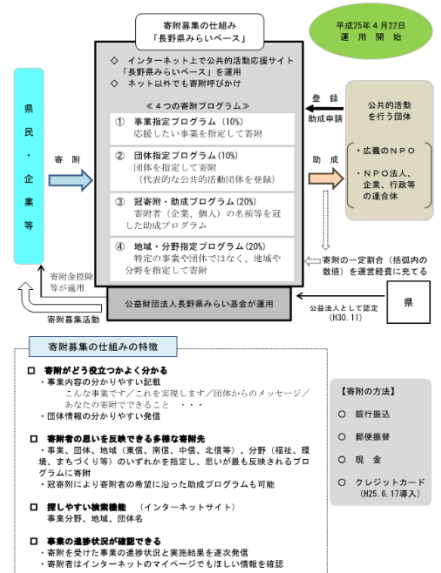 寄附募集の仕組み
「長野県みらいベース」
平成25年4月22日
運用開始
◇ インターネット上で公共的活動応援サイト
「長野県みらいベース」を運用
◇ ネット以外でも寄附呼びかけ
≪4つの寄附プログラム≫
① 事業指定プログラム(10%)
応援したい事業を指定して寄附
② 団体指定プログラム(10%)
団体を指定して寄附
(代表的な公共的活動団体を登録)
③ 冠寄附・助成プログラム(20%)
寄附者(企業、個人)の名前等を冠
した助成プログラム
④ 地域・分野指定プログラム(20%)
特定の事業や団体ではなく、地域や
分野を指定して寄附
公益財団法人長野県みらい基金が運用
県民・企業等
寄附
寄附金控除
等が適用
寄附募集活動
登録
助成申請
助成
公共的活動
を行う団体
・広義のNPO
・NPO法人、
企業、行政等
の連合体
寄附の一定割合(括弧内の
数値)を運営経費に充てる
公益法人として認定
(H30.11)
県
寄附募集の仕組みの特徴
□ 寄附がどう役立つかよく分かる
・事業内容の分かりやすい記載
こんな事業です/これを実現します/団体からのメッセージ/
あなたの寄附でできること ・・・
・団体情報の分かりやすい発信
□ 寄附者の思いを反映できる多様な寄附先
・事業、団体、地域(東信、南信、中信、北信等)、分野(福祉、環
境、まちづくり等)のいずれかを指定し、思いが最も反映されるプロ
グラムに寄附
・冠寄附により寄附者の希望に沿った助成プログラムも可能
□ 探しやすい検索機能 (インターネットサイト)
事業分野、地域、団体名
□ 事業の進捗状況が確認できる
・寄附を受けた事業の進捗状況と実施結果を逐次発信
・寄附者はインターネットのマイページでもほしい情報を確認
【寄附の方法】
○ 銀行振込
○ 郵便振替
○ 現金
○ クレジットカード
(H25.6.17導入)